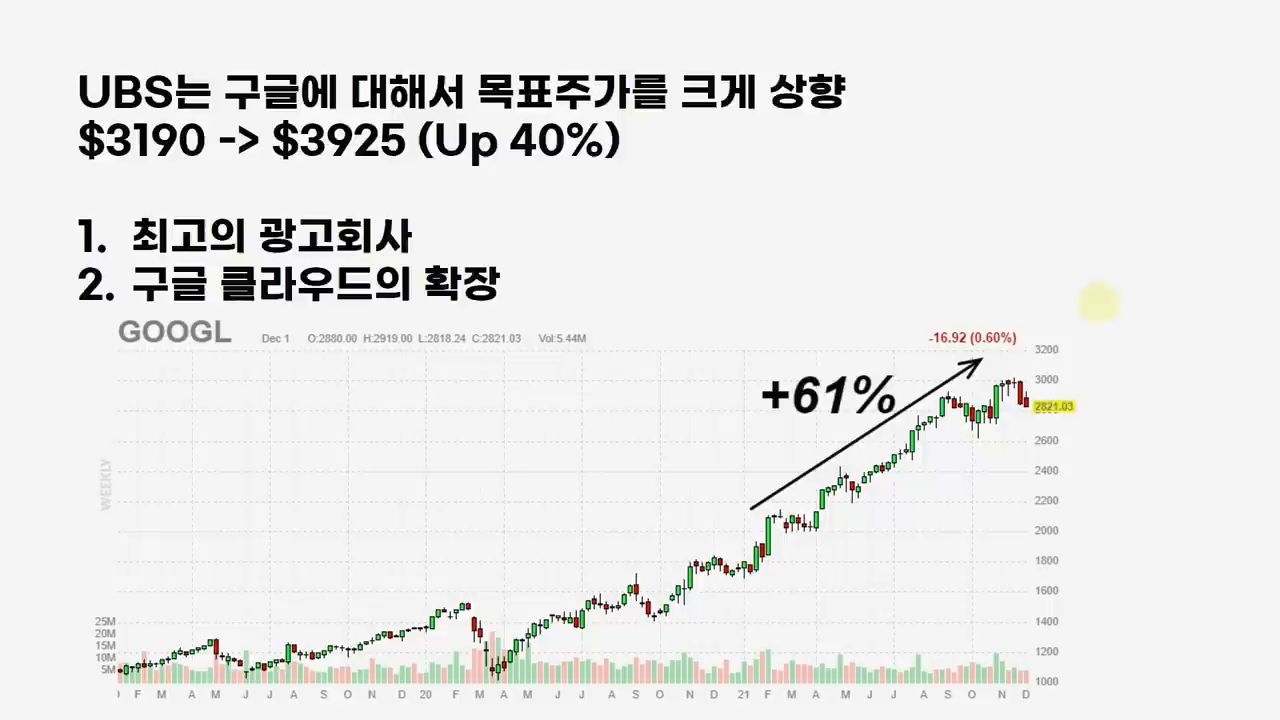 UBS는 구글에 대해서 목표주가를 크게 상향
$3190 -> $3925 (Up 40%)
1. 최고의 광고회사
2. 구글 클라우드의 확장
GOOGL Dec 1 O:2880.00 H:2919.00 L:2818.24 C:2821.03 Vol:5.44M -16.92 (0.60%)
3200
+61%
3000
2821.03
2600
WEEKLY
2400
2200
2000
1800
1600
25M 1400
20M
15M 1200
10M
5M 1000
F M A M J J A S O N D 20 F M A M J J A S O N D 21 F M A M J J A S O N D